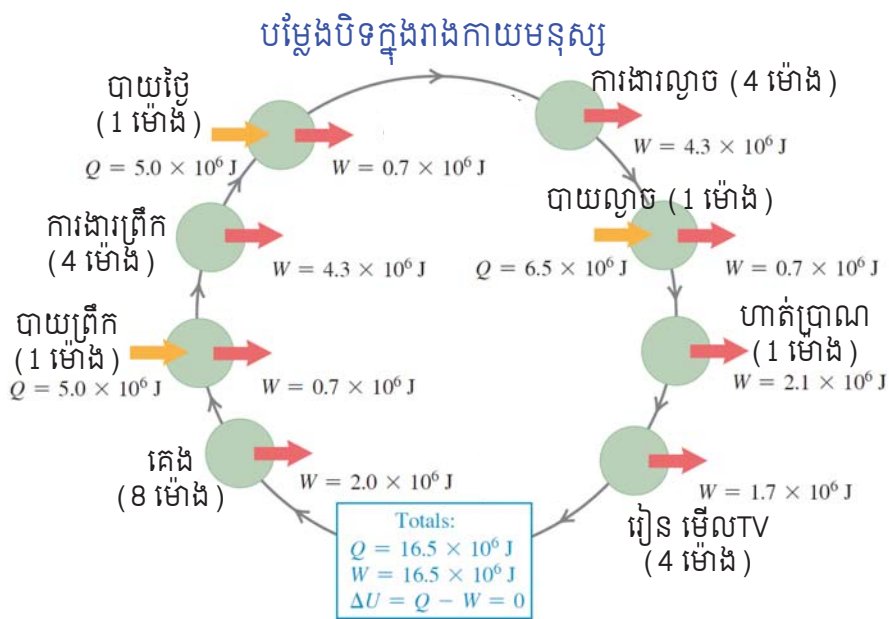 បម្លែងបិទក្នុងរាងកាយមនុស្ស
បាយថ្ងៃ
(1 ម៉ោង)
Q = 5.0 × 10⁶ J
W = 0.7 × 10⁶ J
ការងារល្ងាច (4 ម៉ោង)
W = 4.3 × 10⁶ J
ការងារព្រឹក
(4 ម៉ោង)
W = 4.3 × 10⁶ J
បាយល្ងាច (1 ម៉ោង)
Q = 6.5 × 10⁶ J
W = 0.7 × 10⁶ J
បាយព្រឹក
(1 ម៉ោង)
Q = 5.0 × 10⁶ J
W = 0.7 × 10⁶ J
ហាត់ប្រាណ
(1 ម៉ោង)
W = 2.1 × 10⁶ J
គេង
(8 ម៉ោង)
W = 2.0 × 10⁶ J
W = 1.7 × 10⁶ J
រៀន មើលTV
(4 ម៉ោង)
Totals:
Q = 16.5 × 10⁶ J
W = 16.5 × 10⁶ J
ΔU = Q − W = 0